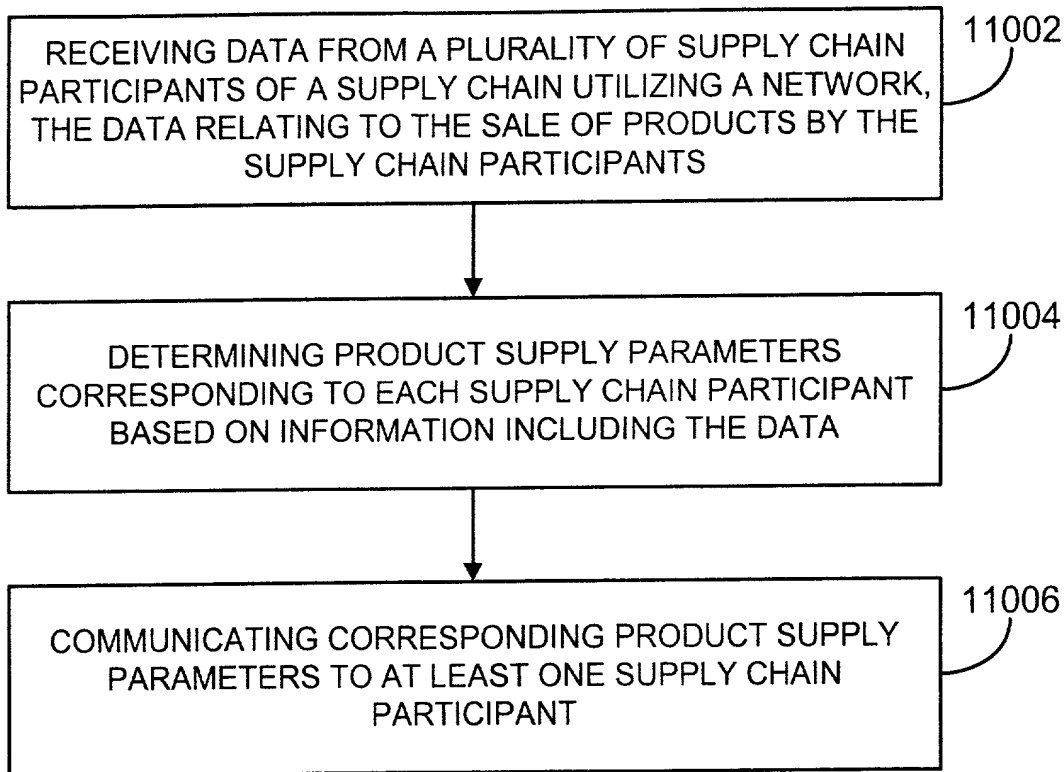 RECEIVING DATA FROM A PLURALITY OF SUPPLY CHAIN
PARTICIPANTS OF A SUPPLY CHAIN UTILIZING A NETWORK,
THE DATA RELATING TO THE SALE OF PRODUCTS BY THE
SUPPLY CHAIN PARTICIPANTS
11002
DETERMINING PRODUCT SUPPLY PARAMETERS
CORRESPONDING TO EACH SUPPLY CHAIN PARTICIPANT
BASED ON INFORMATION INCLUDING THE DATA
11004
COMMUNICATING CORRESPONDING PRODUCT SUPPLY
PARAMETERS TO AT LEAST ONE SUPPLY CHAIN
PARTICIPANT
11006